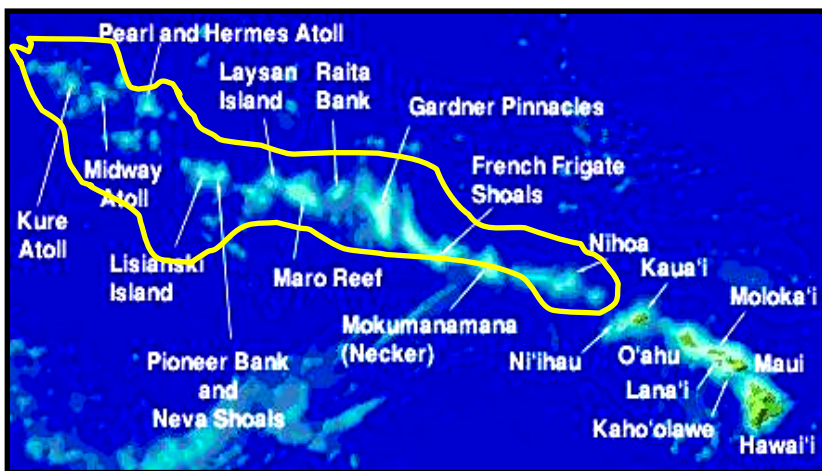 Pearl and Hermes Atoll
Laysan
Island
Raita
Bank
Gardner Pinnacles
French Frigate
Shoals
Midway
Atoll
Kure
Atoll
Lisianski
Island
Maro Reef
Nihoa
Kaua'i
Moloka'i
Mokumanamana
(Necker)
Ni'ihau
O'ahu
Maui
Lana'i
Pioneer Bank
and
Neva Shoals
Kaho'olawe
Hawai'i